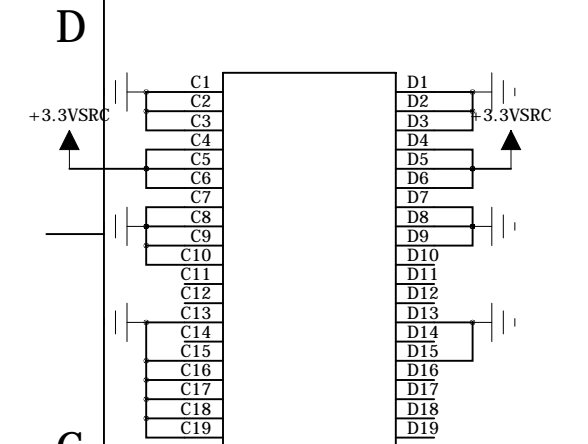 D
C1 D1
C2 D2
+3.3VSRC C3 D3 +3.3VSRC
C4 D4
C5 D5
C6 D6
C7 D7
C8 D8
C9 D9
C10 D10
C11 D11
C12 D12
C13 D13
C14 D14
C15 D15
C16 D16
C17 D17
C18 D18
C19 D19
C